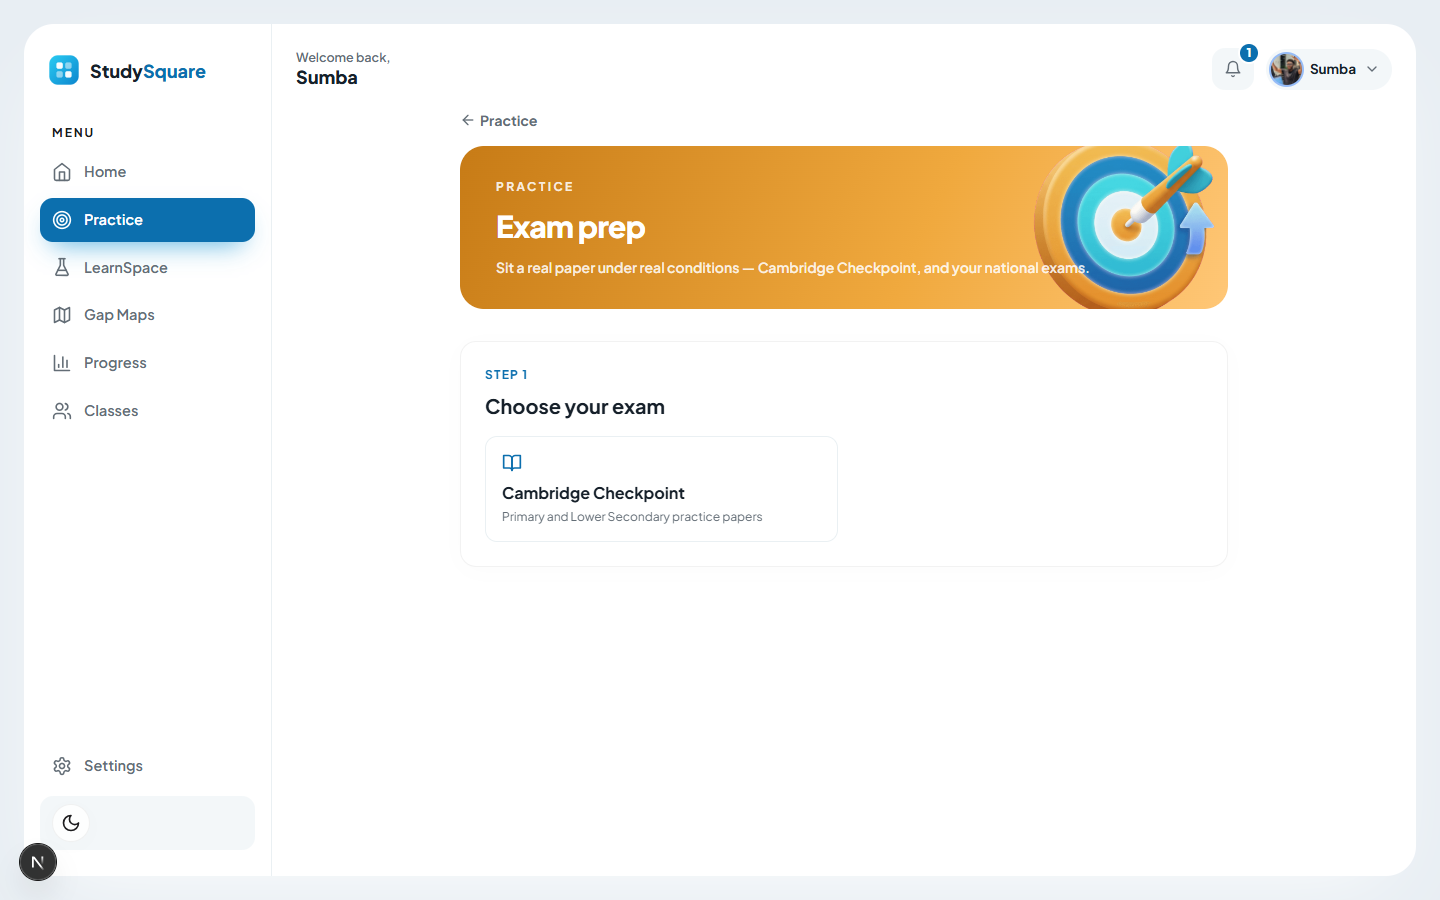 StudySquare
MENU
Home
Practice
LearnSpace
Gap Maps
Progress
Classes
Settings
N
Welcome back,
Sumba
1
Sumba
Practice
PRACTICE
Exam prep
Sit a real paper under real conditions — Cambridge Checkpoint, and your national exams.
STEP 1
Choose your exam
Cambridge Checkpoint
Primary and Lower Secondary practice papers